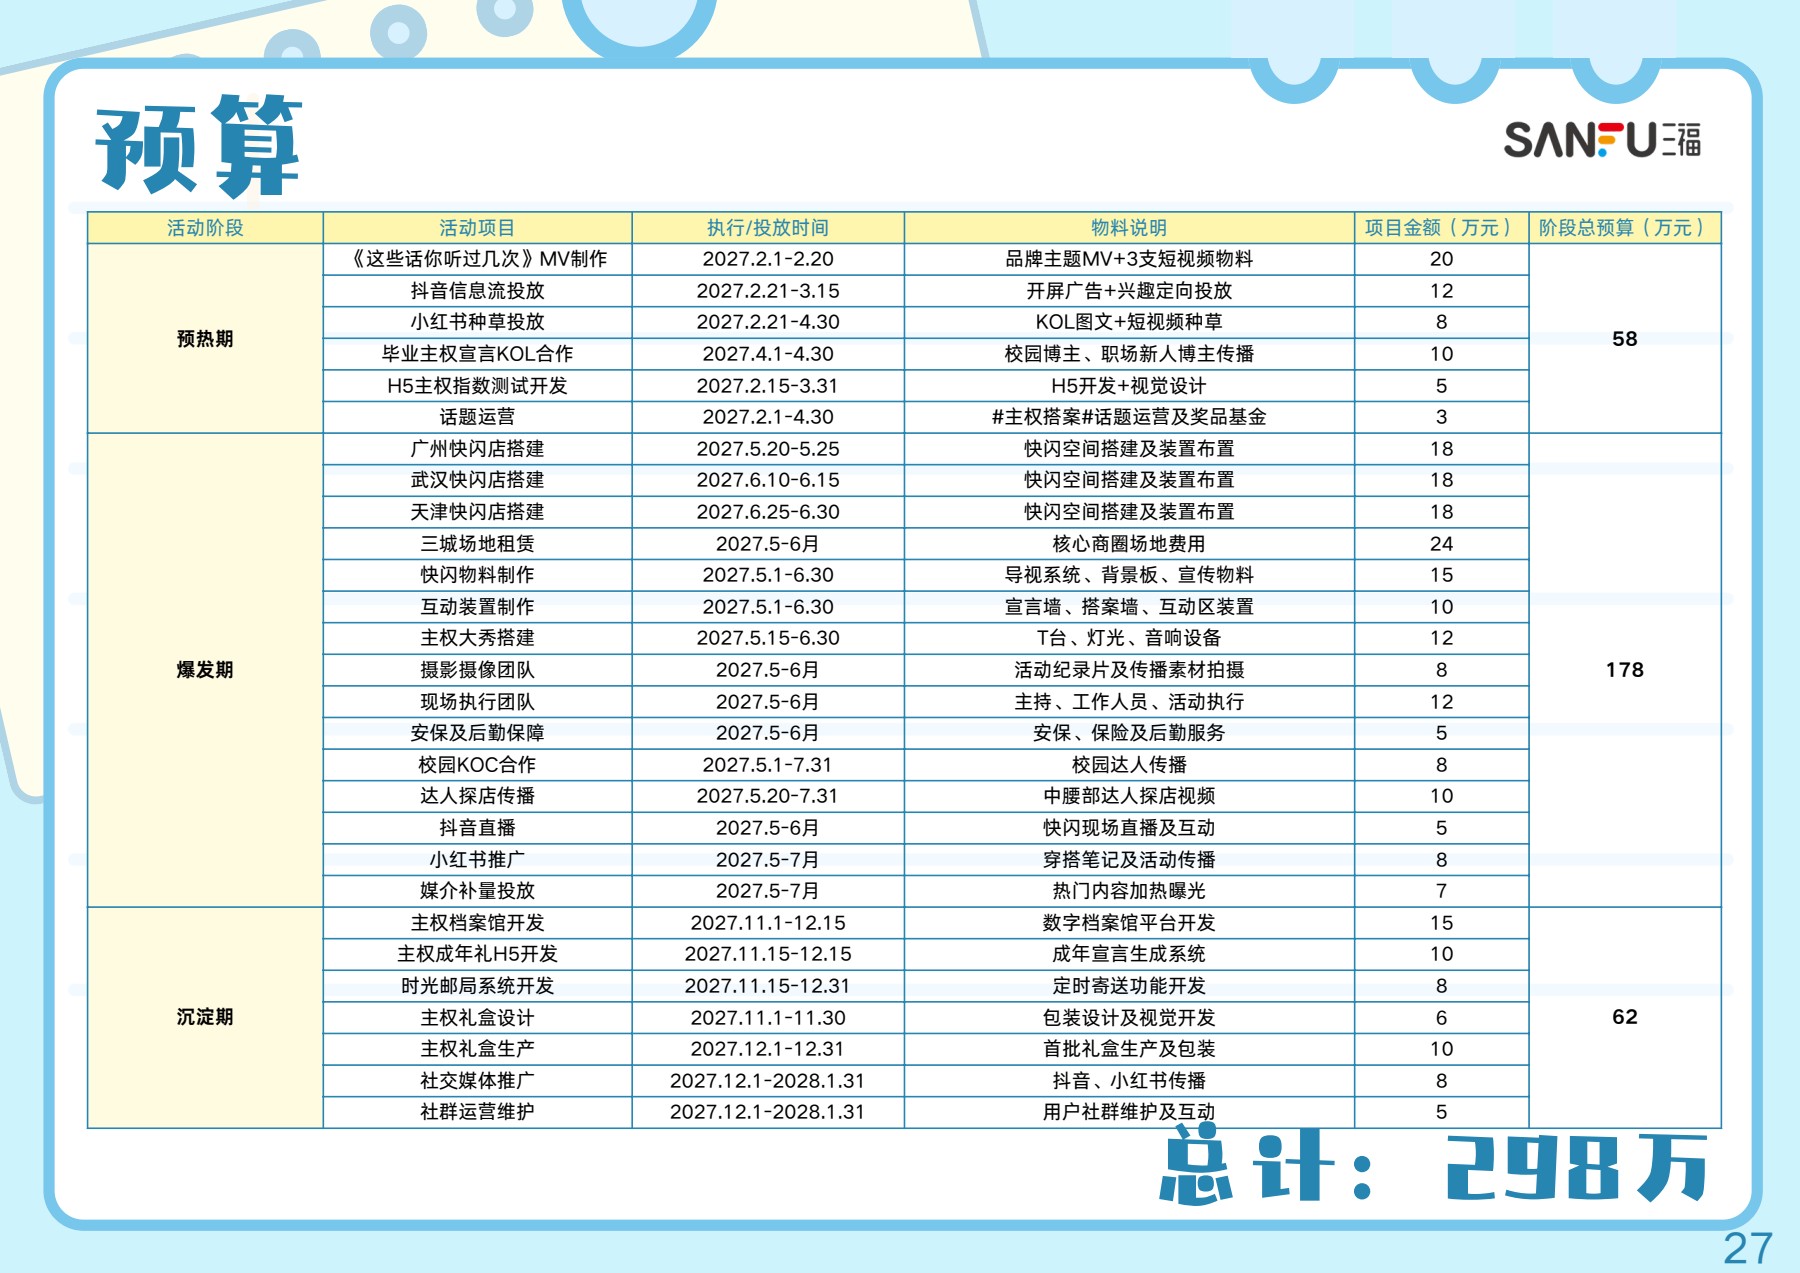 预算
SANFU三福
活动阶段 活动项目 执行/投放时间 物料说明 项目金额（万元） 阶段总预算（万元）
预热期 《这些话你听过几次》MV制作 2027.2.1-2.20 品牌主题MV+3支短视频物料 20 58
抖音信息流投放 2027.2.21-3.15 开屏广告+兴趣定向投放 12
小红书种草投放 2027.2.21-4.30 KOL图文+短视频种草 8
毕业主权宣言KOL合作 2027.4.1-4.30 校园博主、职场新人博主传播 10
H5主权指数测试开发 2027.2.15-3.31 H5开发+视觉设计 5
话题运营 2027.2.1-4.30 #主权搭案#话题运营及奖品基金 3
爆发期 广州快闪店搭建 2027.5.20-5.25 快闪空间搭建及装置布置 18 178
武汉快闪店搭建 2027.6.10-6.15 快闪空间搭建及装置布置 18
天津快闪店搭建 2027.6.25-6.30 快闪空间搭建及装置布置 18
三城场地租赁 2027.5-6月 核心商圈场地费用 24
快闪物料制作 2027.5.1-6.30 导视系统、背景板、宣传物料 15
互动装置制作 2027.5.1-6.30 宣言墙、搭案墙、互动区装置 10
主权大秀搭建 2027.5.15-6.30 T台、灯光、音响设备 12
摄影摄像团队 2027.5-6月 活动纪录片及传播素材拍摄 8
现场执行团队 2027.5-6月 主持、工作人员、活动执行 12
安保及后勤保障 2027.5-6月 安保、保险及后勤服务 5
校园KOC合作 2027.5.1-7.31 校园达人传播 8
达人探店传播 2027.5.20-7.31 中腰部达人探店视频 10
抖音直播 2027.5-6月 快闪现场直播及互动 5
小红书推广 2027.5-7月 穿搭笔记及活动传播 8
媒介补量投放 2027.5-7月 热门内容加热曝光 7
沉淀期 主权档案馆开发 2027.11.1-12.15 数字档案馆平台开发 15 62
主权成年礼H5开发 2027.11.15-12.15 成年宣言生成系统 10
时光邮局系统开发 2027.11.15-12.31 定时寄送功能开发 8
主权礼盒设计 2027.11.1-11.30 包装设计及视觉开发 6
主权礼盒生产 2027.12.1-12.31 首批礼盒生产及包装 10
社交媒体推广 2027.12.1-2028.1.31 抖音、小红书传播 8
社群运营维护 2027.12.1-2028.1.31 用户社群维护及互动 5
总计：298万
27